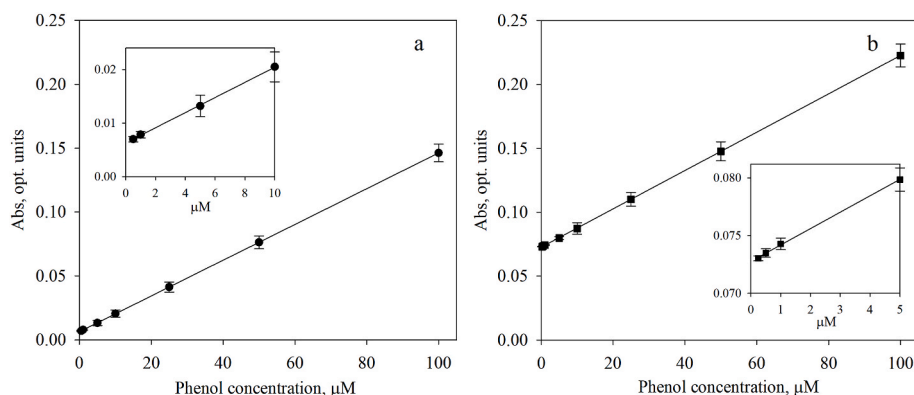 a
0.25
0.20
0.15
0.10
0.05
0.00
Abs, opt. units
0.02
0.01
0.00
2 4 6 8 10
μM
0 20 40 60 80 100
Phenol concentration, μM
b
0.25
0.20
0.15
0.10
0.05
0.00
Abs, opt. units
0.080
0.075
0.070
0 1 2 3 4 5
μM
0 20 40 60 80 100
Phenol concentration, μM